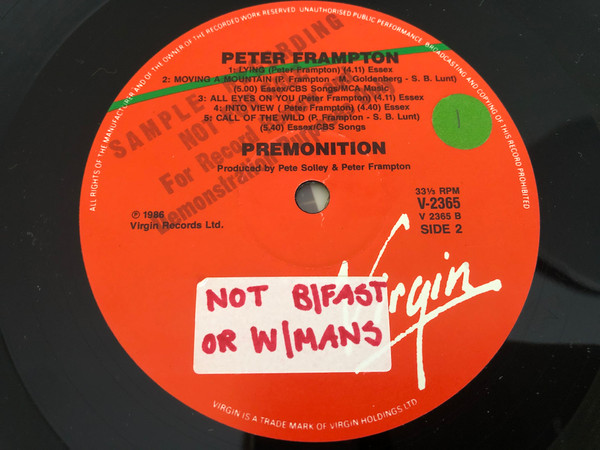 ALL RIGHTS OF THE MANUFACTURER AND OF THE OWNER OF THE RECORDED WORK RESERVED. UNAUTHORISED PUBLIC PERFORMANCE, BROADCASTING AND COPYING OF THIS RECORD PROHIBITED.
PETER FRAMPTON
1: LYING (Peter Frampton) (4.11) Essex
2: MOVING A MOUNTAIN (P. Frampton - M. Goldenberg - S. B. Lunt)
(5.00) Essex/CBS Songs/MCA Music
3: ALL EYES ON YOU (Peter Frampton) (4.11) Essex
4: INTO VIEW ( Peter Frampton) (4.40) Essex
5: CALL OF THE WILD (P. Frampton - S. B. Lunt)
(5.40) Essex/CBS Songs
PREMONITION
Produced by Pete Solley & Peter Frampton
1
SAMPLE RECORDING
NOT
For Record
Demonstration
℗ 1986
Virgin Records Ltd.
33⅓ RPM
V-2365
V 2365 B
SIDE 2
Virgin
NOT B/FAST
OR W/MANS
VIRGIN IS A TRADE MARK OF VIRGIN HOLDINGS LTD